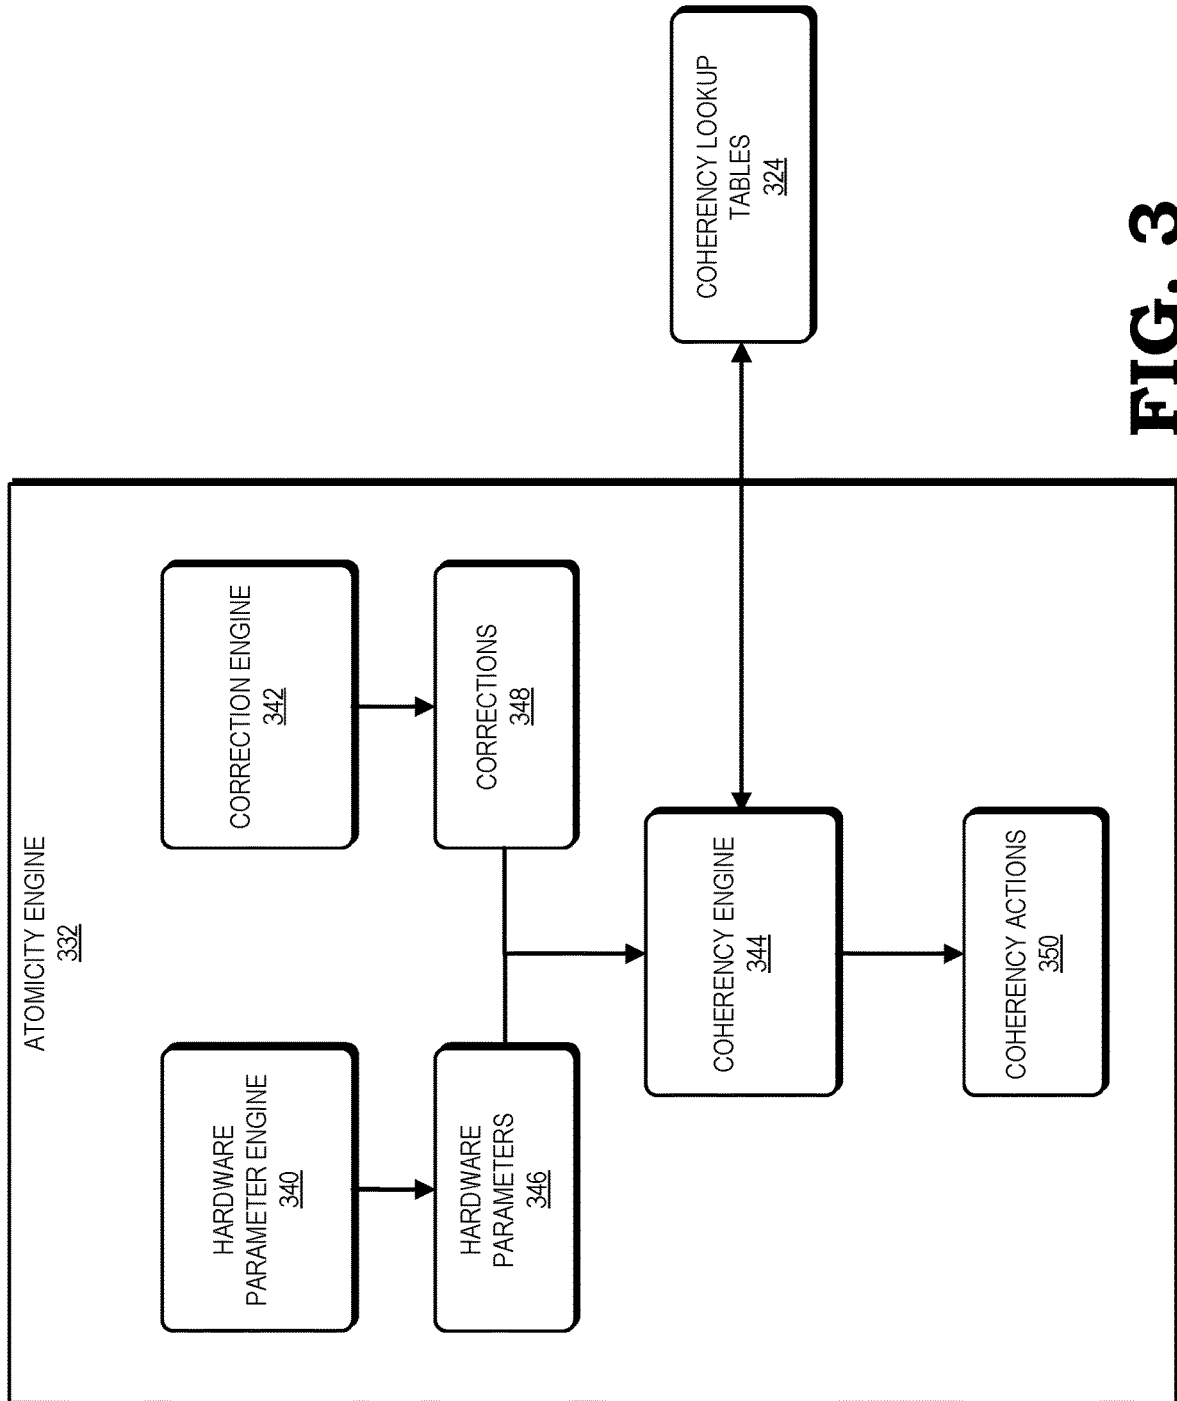 ATOMICITY ENGINE
332
HARDWARE
PARAMETER ENGINE
340
CORRECTION ENGINE
342
HARDWARE
PARAMETERS
346
CORRECTIONS
348
COHERENCY ENGINE
344
COHERENCY LOOKUP
TABLES
324
COHERENCY ACTIONS
350
FIG. 3